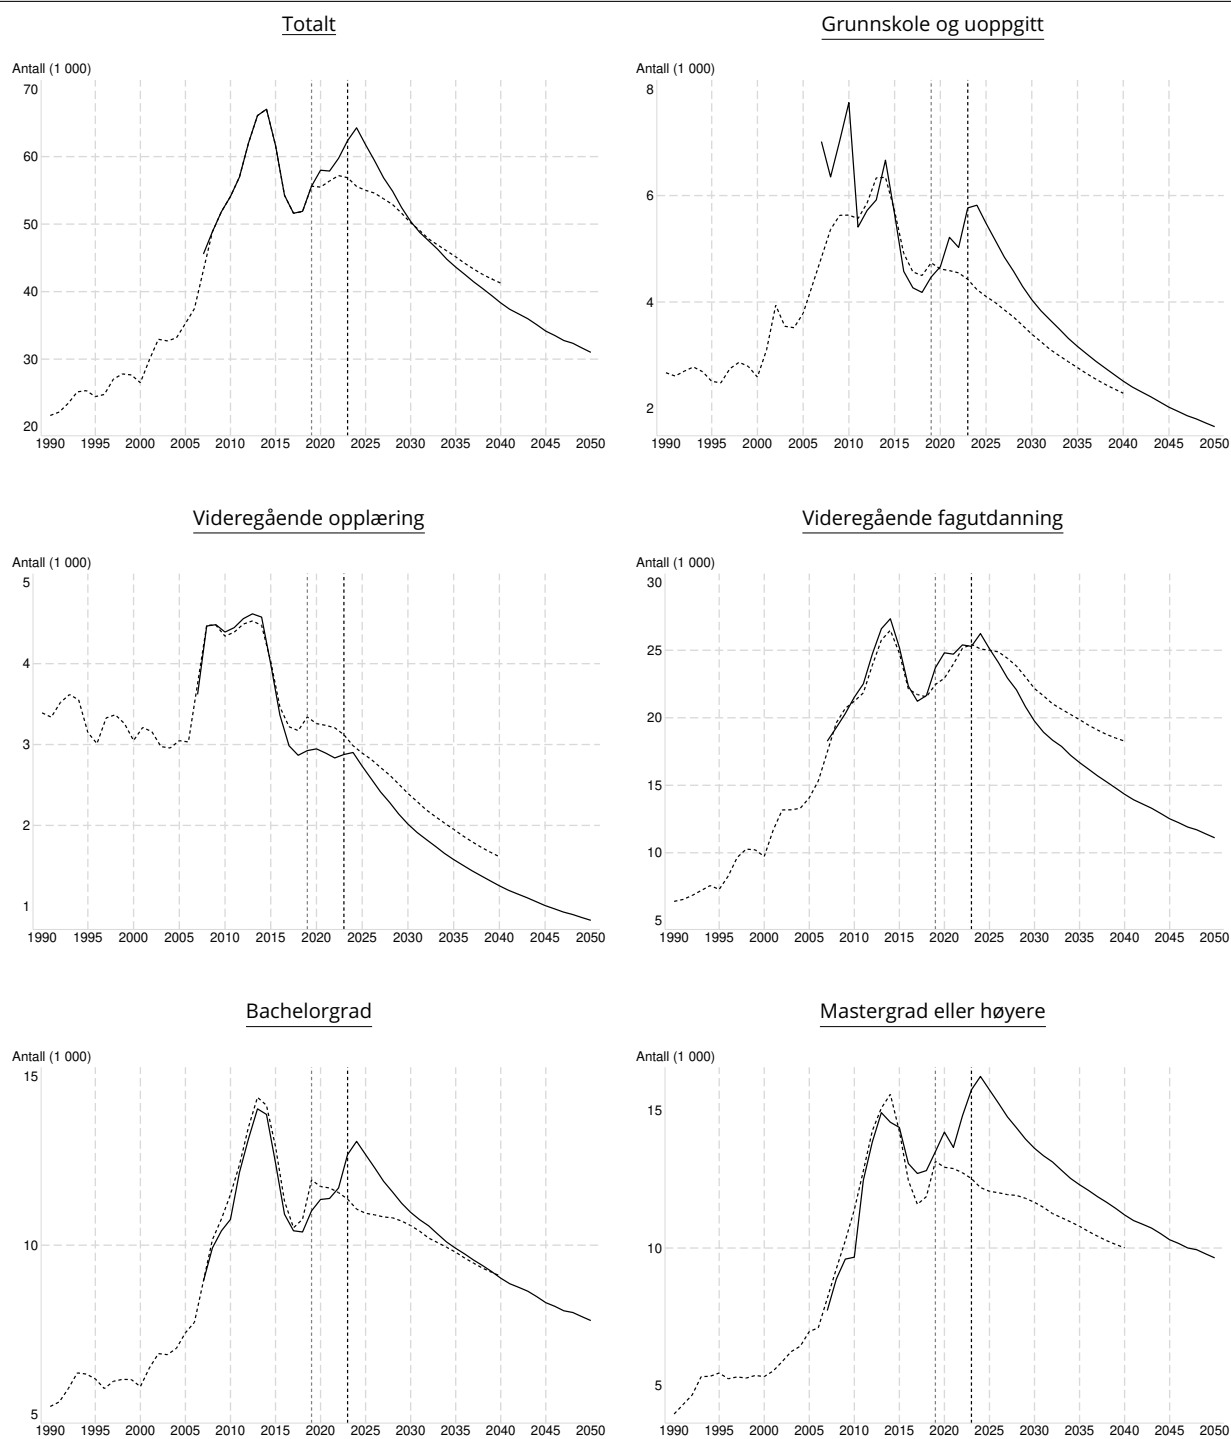 Totalt
Antall (1 000)
70
60
50
40
30
20
1990 1995 2000 2005 2010 2015 2020 2025 2030 2035 2040 2045 2050
Grunnskole og uoppgitt
Antall (1 000)
8
6
4
2
1990 1995 2000 2005 2010 2015 2020 2025 2030 2035 2040 2045 2050
Videregående opplæring
Antall (1 000)
5
4
3
2
1
1990 1995 2000 2005 2010 2015 2020 2025 2030 2035 2040 2045 2050
Videregående fagutdanning
Antall (1 000)
30
25
20
15
10
5
1990 1995 2000 2005 2010 2015 2020 2025 2030 2035 2040 2045 2050
Bachelorgrad
Antall (1 000)
15
10
5
1990 1995 2000 2005 2010 2015 2020 2025 2030 2035 2040 2045 2050
Mastergrad eller høyere
Antall (1 000)
15
10
5
1990 1995 2000 2005 2010 2015 2020 2025 2030 2035 2040 2045 2050